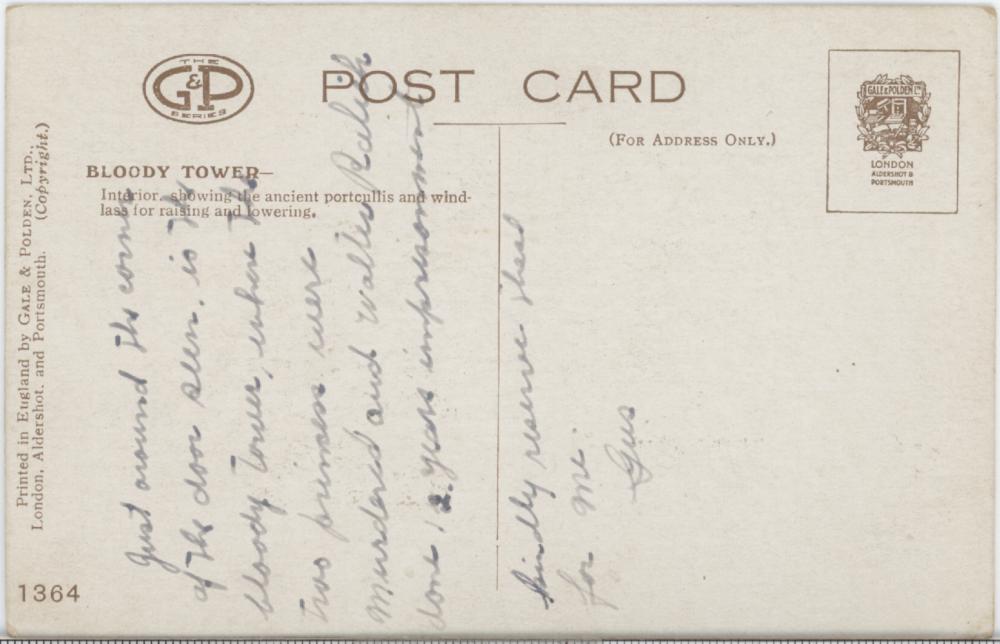 THE
G&P
SERIES
POST CARD
(FOR ADDRESS ONLY.)
GALE & POLDEN LTD
LONDON
ALDERSHOT &
PORTSMOUTH
BLOODY TOWER—
Interior, showing the ancient portcullis and wind-
lass for raising and lowering.
Printed in England by GALE & POLDEN, LTD.,
London, Aldershot, and Portsmouth. (Copyright.)
1364
Just around the corner
of the door seen, is the
bloody tower, where the
two princes were
Murdered and Walter Raligh
done 12 years imprisonment
Kindly reserve these
for me.
Gus.